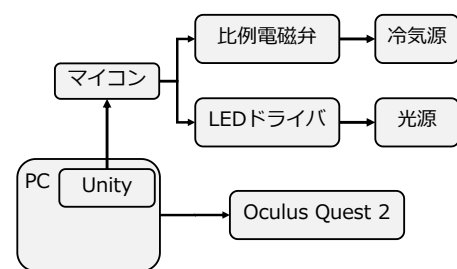 比例電磁弁
冷気源
マイコン
LEDドライバ
光源
PC
Unity
Oculus Quest 2